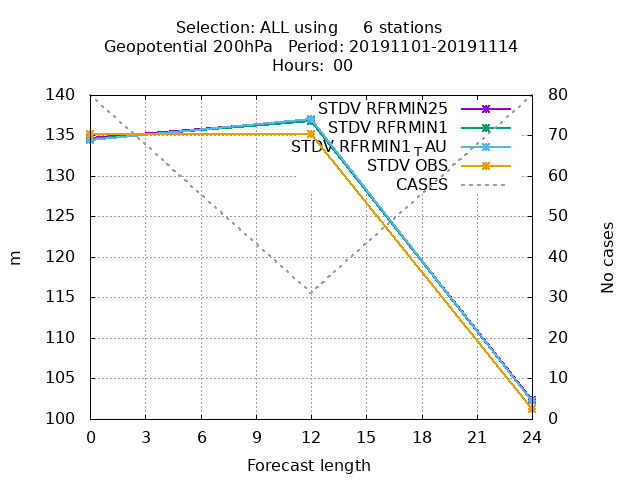 Selection: ALL using     6 stations
Geopotential 200hPa   Period: 20191101-20191114
Hours:  00
140
135
130
125
120
115
110
105
100
m
80
70
60
50
40
30
20
10
0
No cases
STDV RFRMIN25
STDV RFRMIN1
STDV RFRMIN1_TAU
STDV OBS
CASES
0 3 6 9 12 15 18 21 24
Forecast length